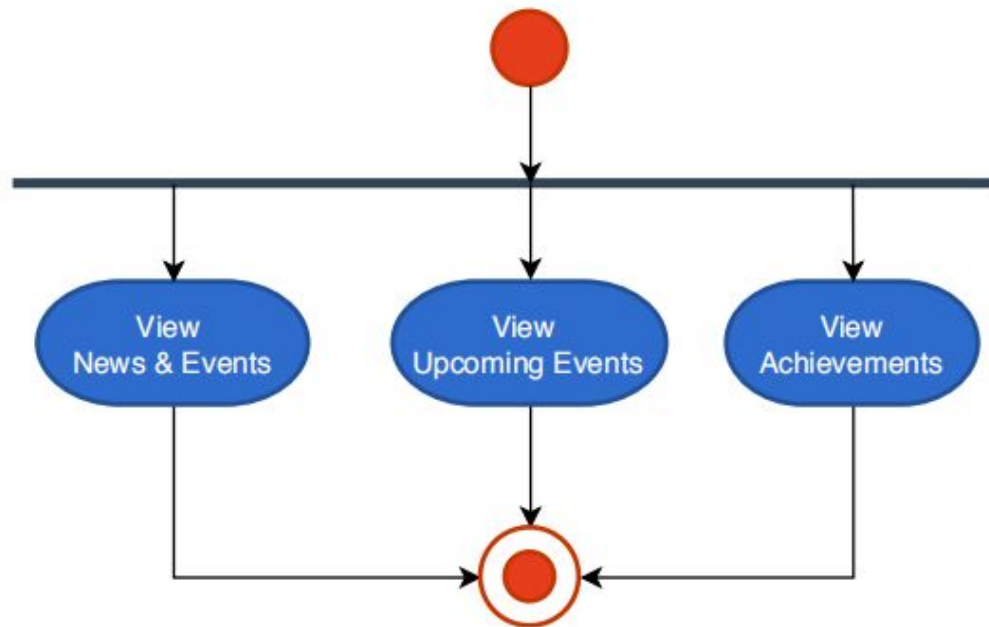 View
News & Events
View
Upcoming Events
View
Achievements